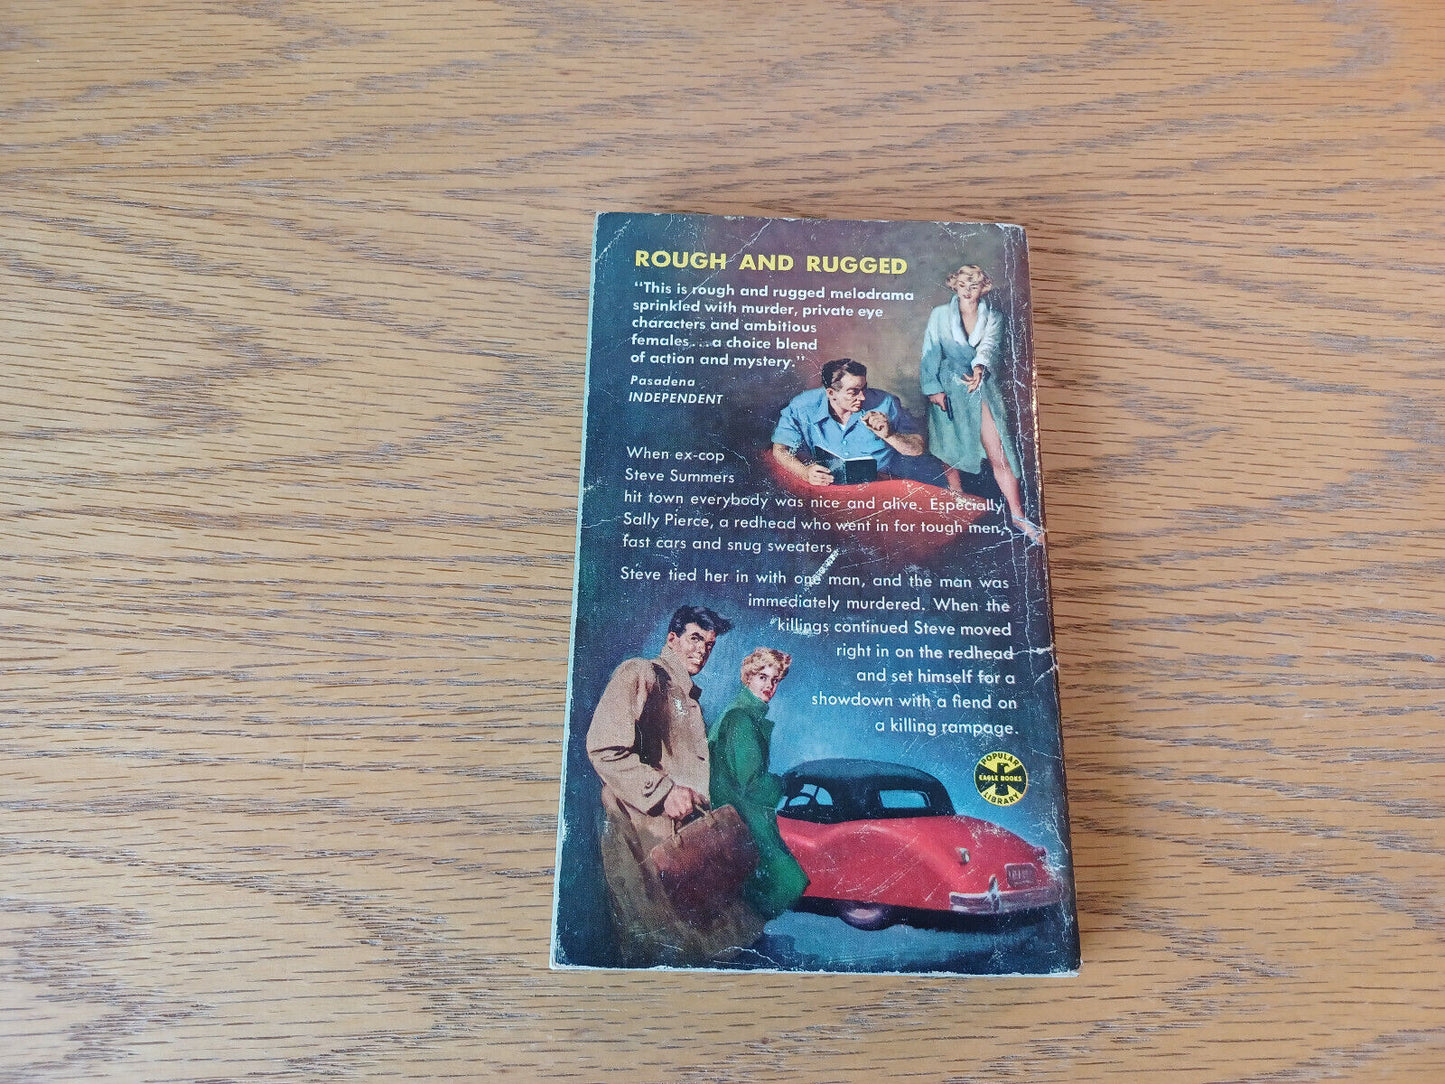 ROUGH AND RUGGED
"This is rough and rugged melodrama
sprinkled with murder, private eye
characters and ambitious
females...a choice blend
of action and mystery."
Pasadena
INDEPENDENT
When ex-cop
Steve Summers
hit town everybody was nice and alive. Especially
Sally Pierce, a redhead who went in for tough men,
fast cars and snug sweaters.
Steve tied her in with one man, and the man was
immediately murdered. When the
killings continued Steve moved
right in on the redhead
and set himself for a
showdown with a fiend on
a killing rampage.
POPULAR
EAGLE BOOKS
LIBRARY